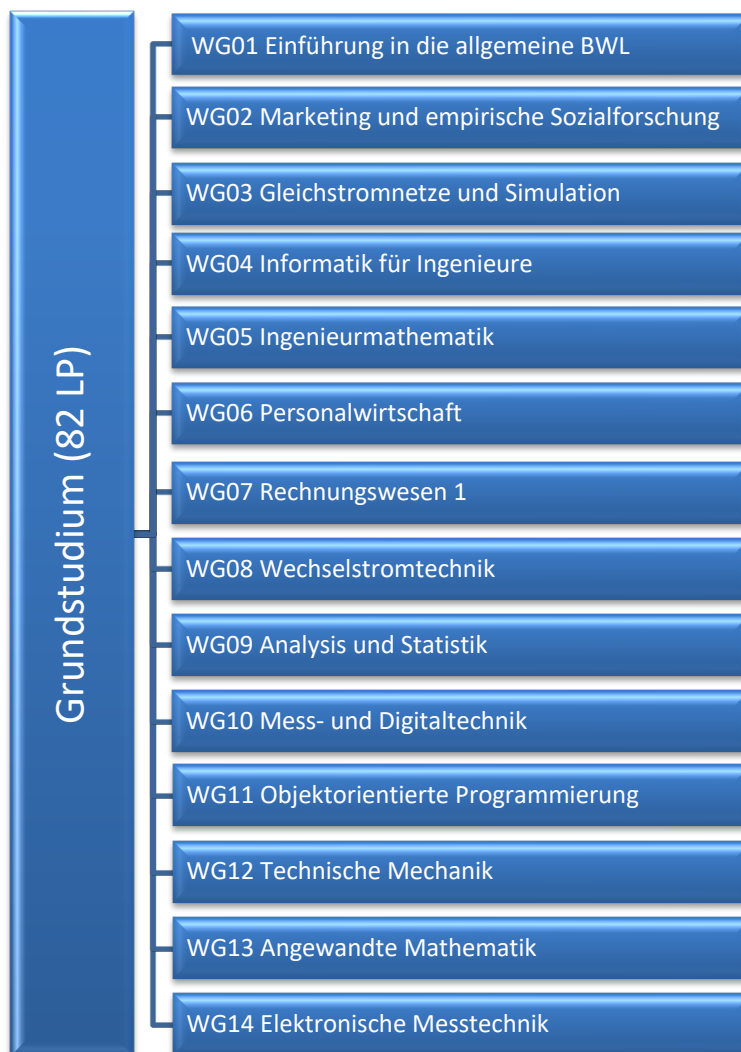 Grundstudium (82 LP)
WG01 Einführung in die allgemeine BWL
WG02 Marketing und empirische Sozialforschung
WG03 Gleichstromnetze und Simulation
WG04 Informatik für Ingenieure
WG05 Ingenieurmathematik
WG06 Personalwirtschaft
WG07 Rechnungswesen 1
WG08 Wechselstromtechnik
WG09 Analysis und Statistik
WG10 Mess- und Digitaltechnik
WG11 Objektorientierte Programmierung
WG12 Technische Mechanik
WG13 Angewandte Mathematik
WG14 Elektronische Messtechnik